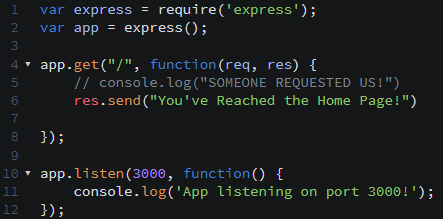 1 var express = require('express');
2 var app = express();
3
4 app.get("/", function(req, res) {
5     // console.log("SOMEONE REQUESTED US!")
6     res.send("You've Reached the Home Page!")
7
8 });
9
10 app.listen(3000, function() {
11     console.log('App listening on port 3000!');
12 });